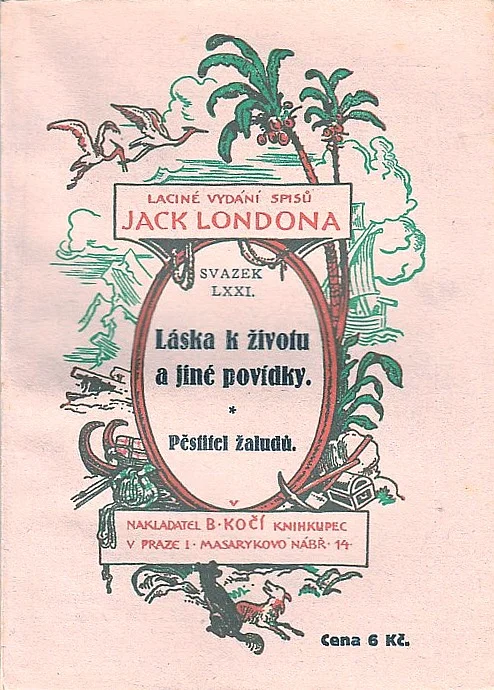 LACINÉ VYDÁNÍ SPISŮ
JACK LONDONA
SVAZEK
LXXI.
Láska k životu
a jiné povídky.
*
Pěstitel žaludů.
NAKLADATEL B·KOČÍ KNIHKUPEC
V PRAZE I· MASARYKOVO NÁBŘ·14·
Cena 6 Kč.